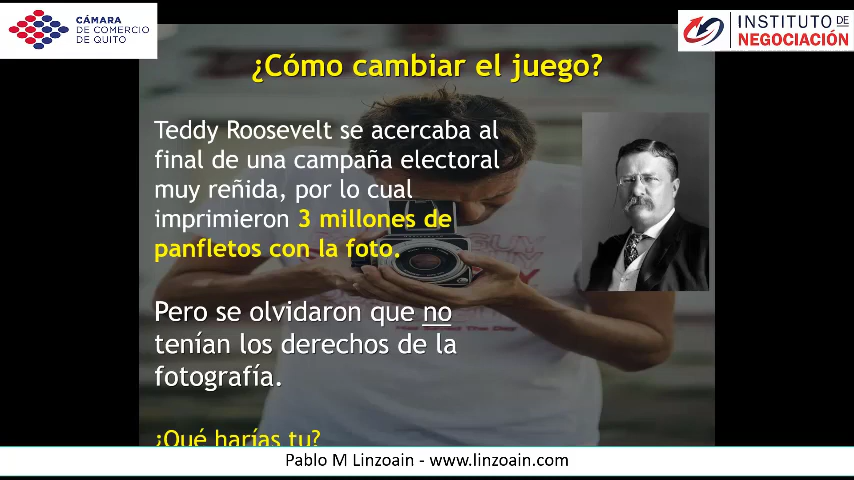 CÁMARA
DE COMERCIO
DE QUITO
INSTITUTO DE
NEGOCIACIÓN
¿Cómo cambiar el juego?
Teddy Roosevelt se acercaba al
final de una campaña electoral
muy reñida, por lo cual
imprimieron 3 millones de
panfletos con la foto.
Pero se olvidaron que no
tenían los derechos de la
fotografía.
¿Qué harías tu?
Pablo M Linzoain - www.linzoain.com